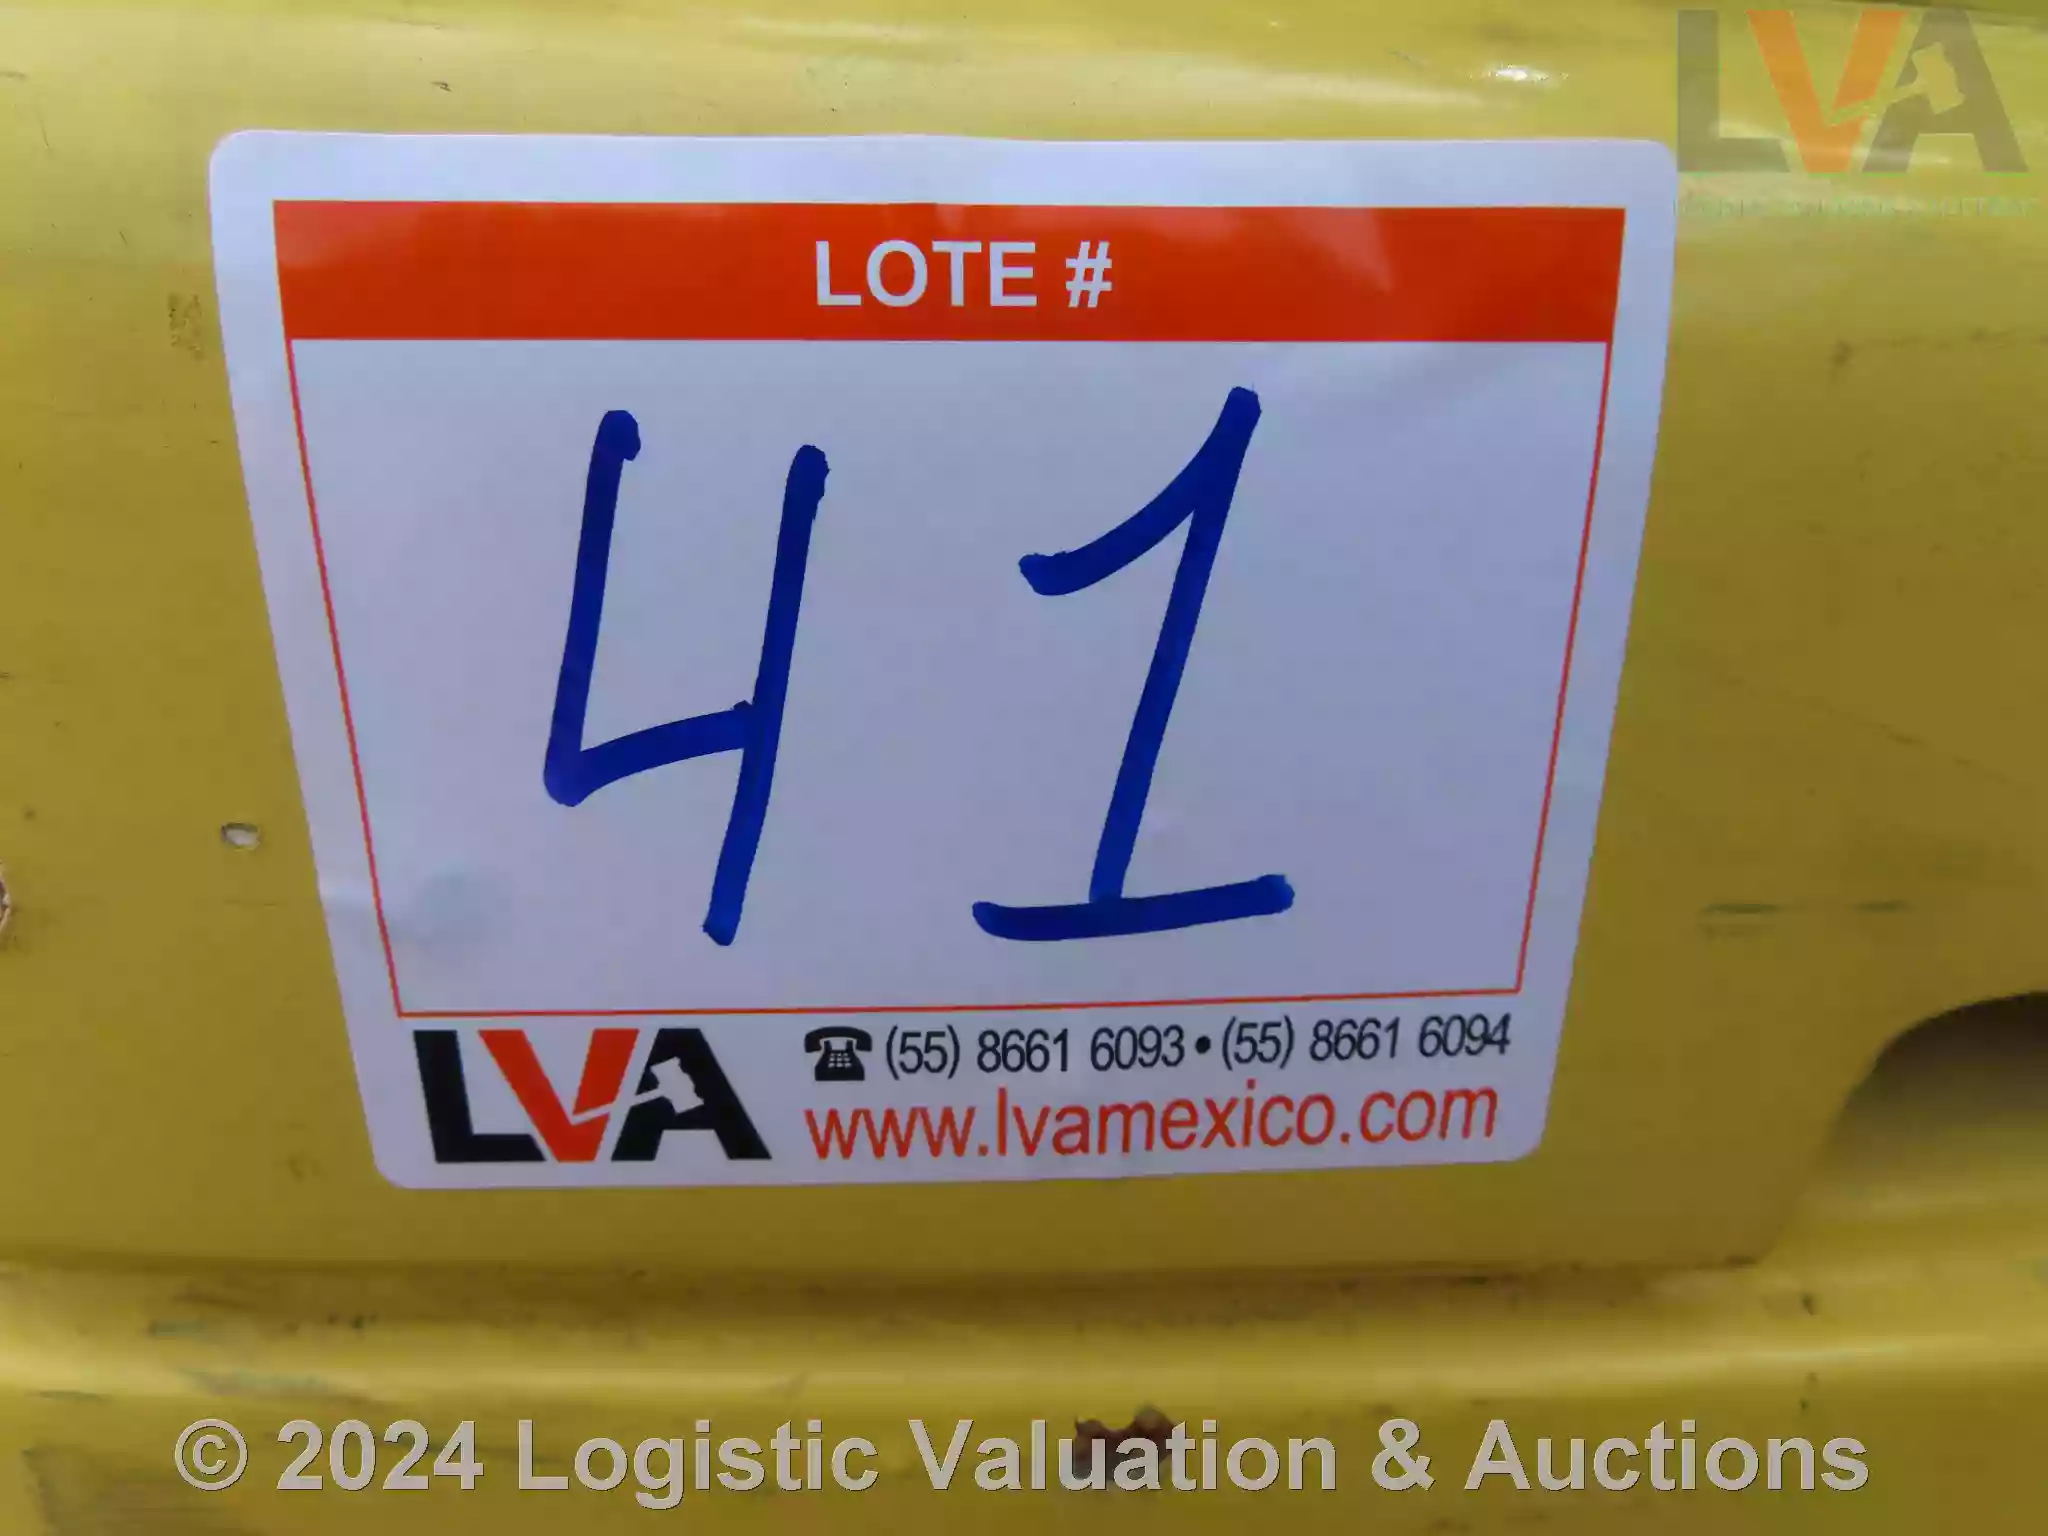 LVA
LOTE #
41
LVA
(55) 8661 6093 • (55) 8661 6094
www.lvamexico.com
© 2024 Logistic Valuation & Auctions